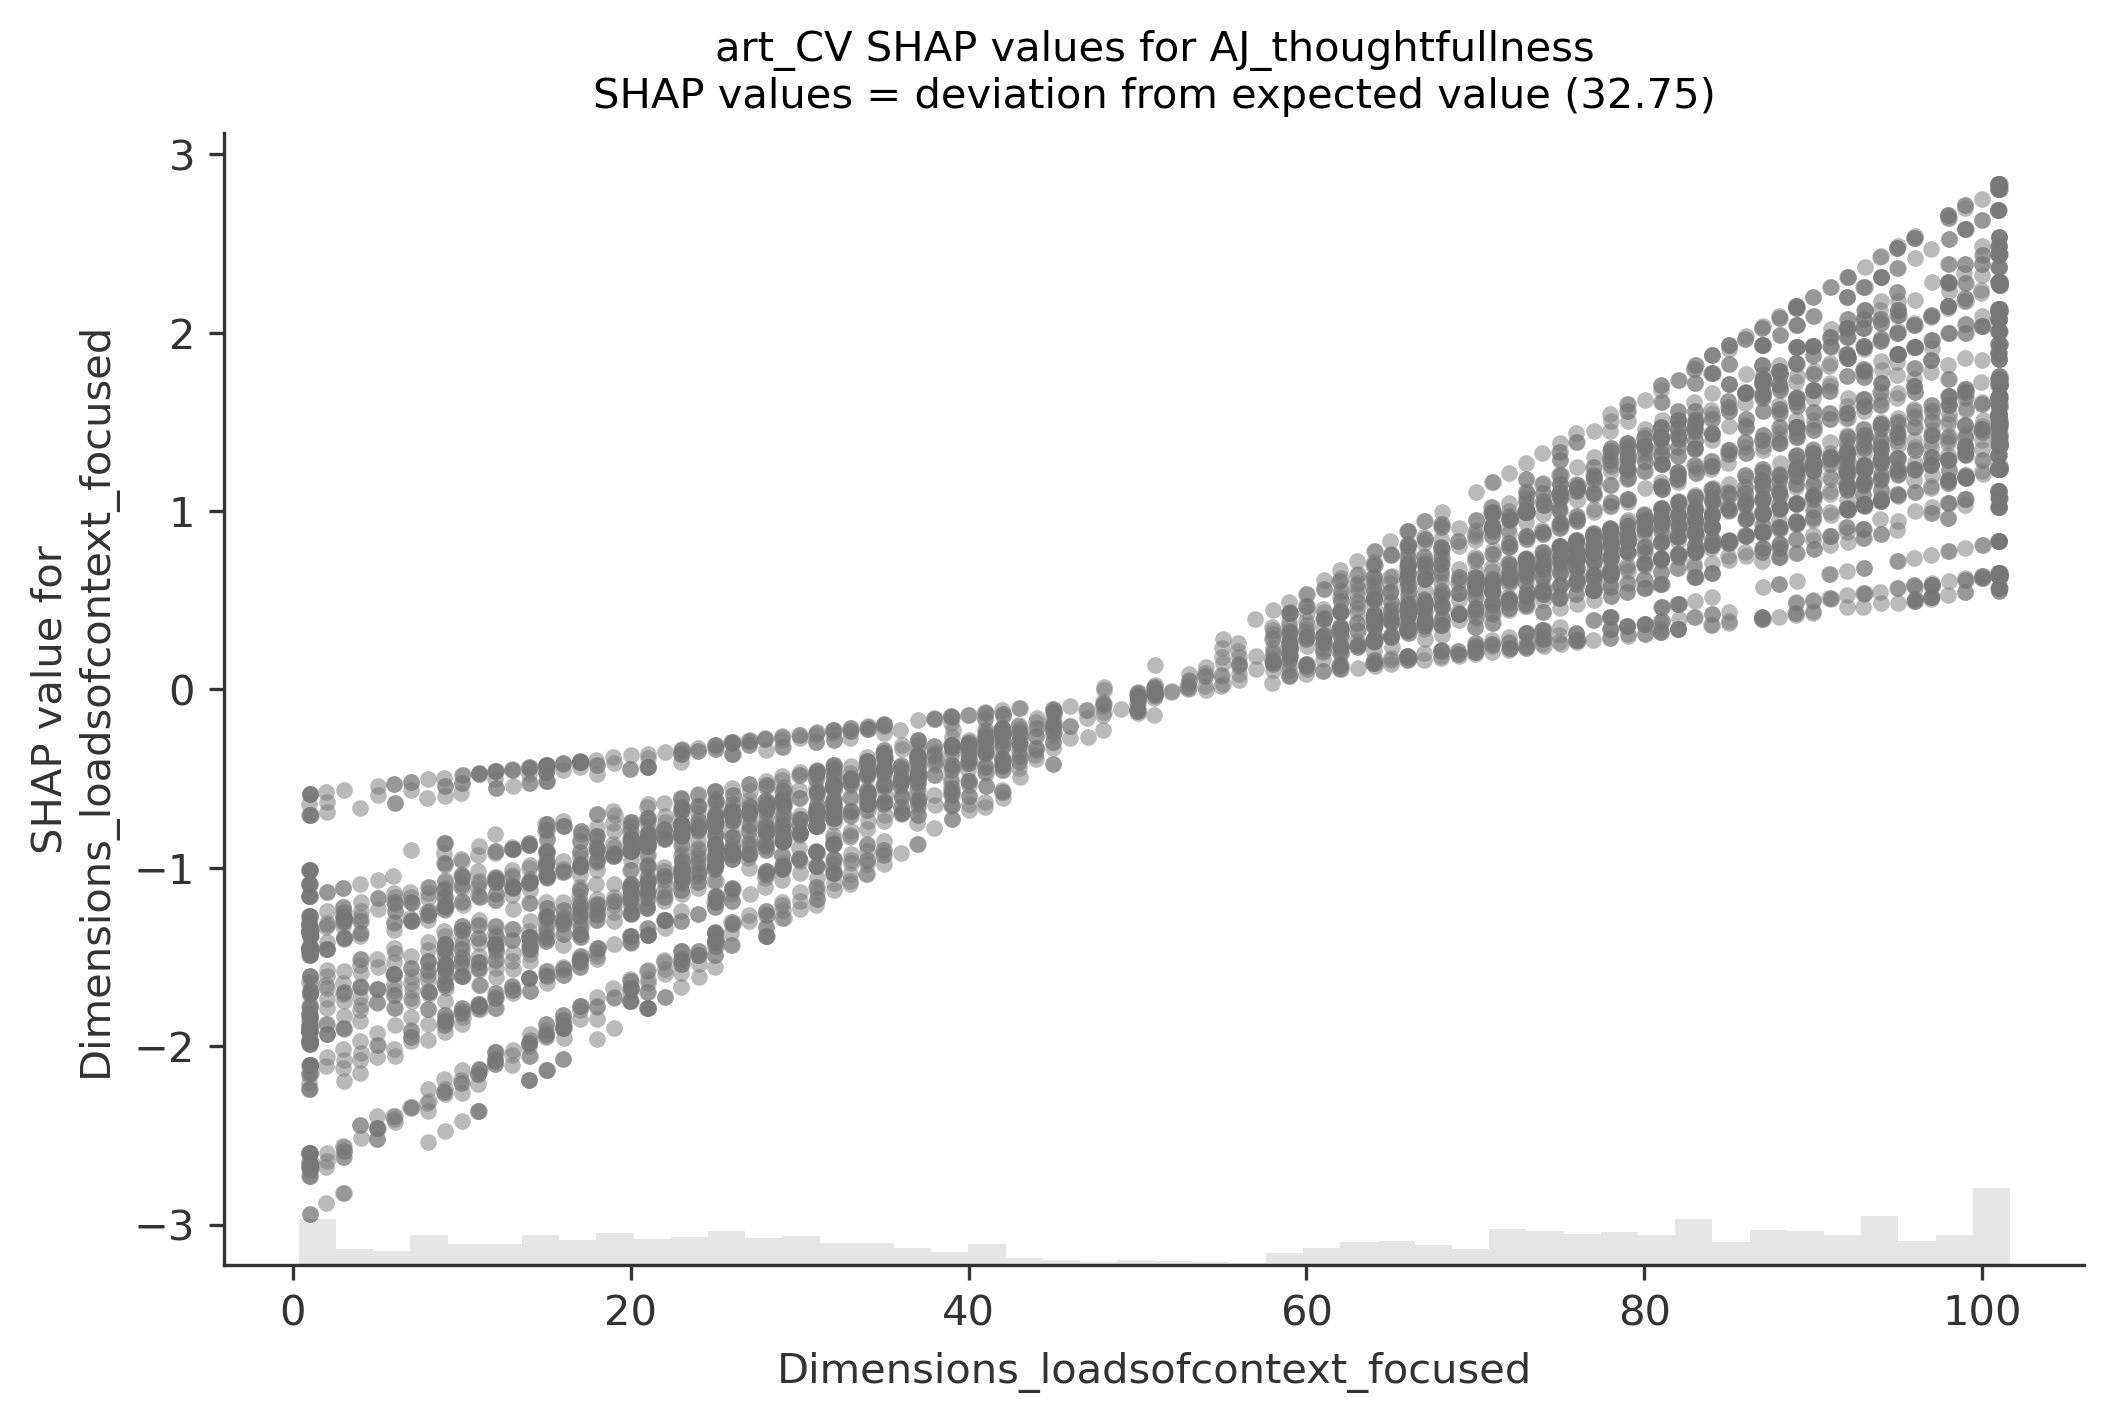 art_CV SHAP values for AJ_thoughtfullness
SHAP values = deviation from expected value (32.75)
3
2
1
0
−1
−2
−3
SHAP value for
Dimensions_loadsofcontext_focused
0
20
40
60
80
100
Dimensions_loadsofcontext_focused